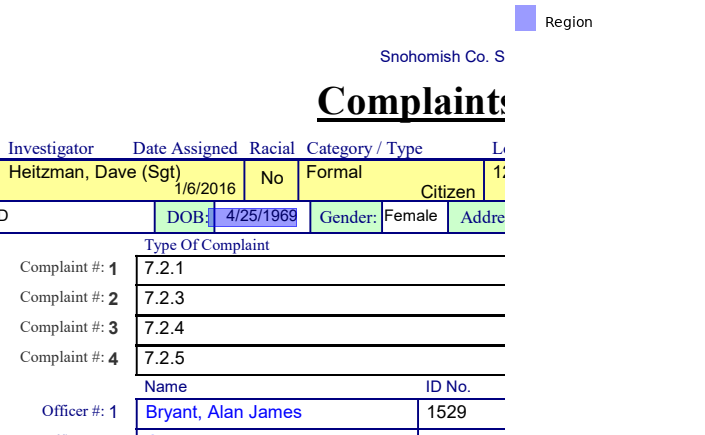 Region
Snohomish Co. S
Complaints
Investigator Date Assigned Racial Category / Type
Heitzman, Dave (Sgt) 1/6/2016 No Formal Citizen 12
D DOB: 4/25/1969 Gender: Female Addre
Type Of Complaint
Complaint #: 1 7.2.1
Complaint #: 2 7.2.3
Complaint #: 3 7.2.4
Complaint #: 4 7.2.5
Name ID No.
Officer #: 1 Bryant, Alan James 1529